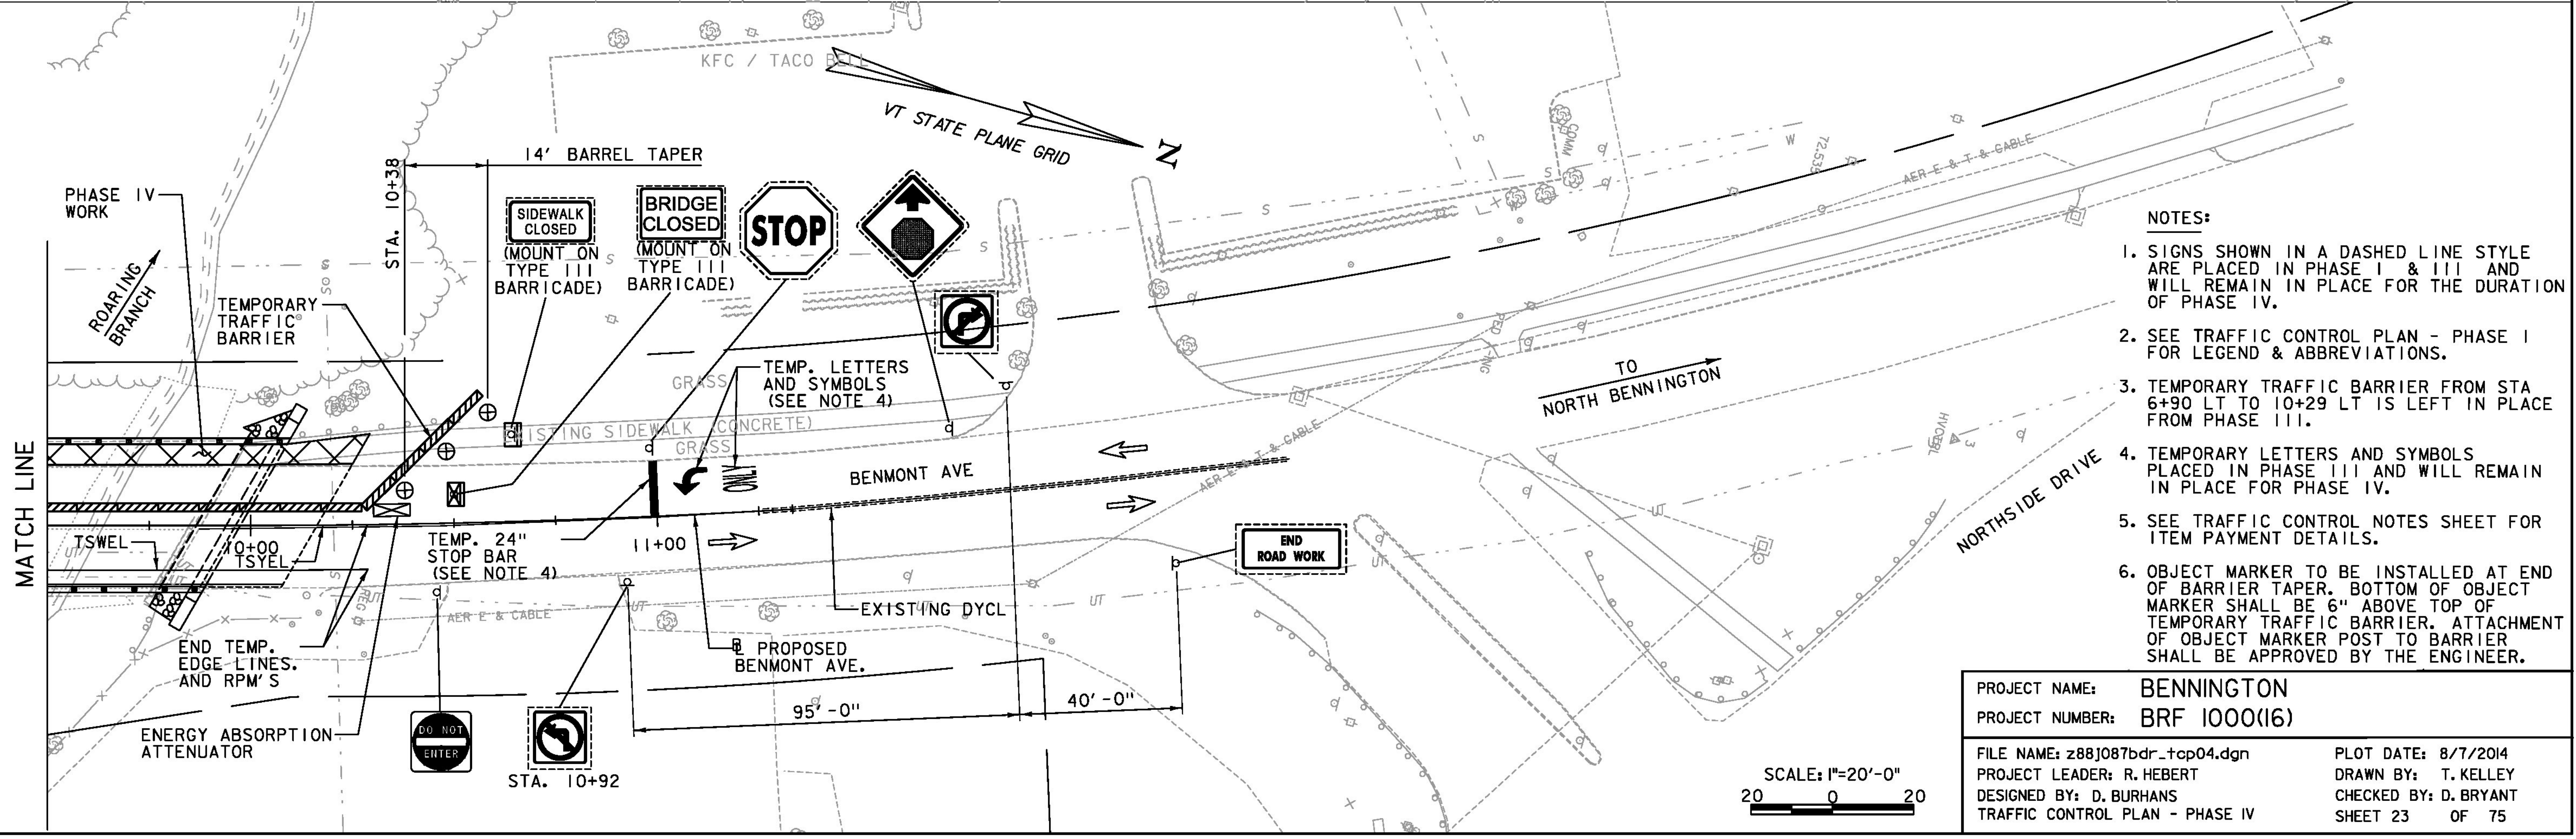 KFC / TACO BELL
VT STATE PLANE GRID
N
14' BARREL TAPER
STA. 10+38
PHASE IV
WORK
ROARING
BRANCH
TEMPORARY
TRAFFIC
BARRIER
SIDEWALK
CLOSED
(MOUNT ON
TYPE III
BARRICADE)
BRIDGE
CLOSED
(MOUNT ON
TYPE III
BARRICADE)
STOP
TEMP. LETTERS
AND SYMBOLS
(SEE NOTE 4)
GRASS
EXISTING SIDEWALK (CONCRETE)
GRASS
ONLY
BENMONT AVE
AER E & T & CABLE
AER E & T & CABLE
COMM
72.535
W
S
S
S
S
S
TO
NORTH BENNINGTON
NORTHSIDE DRIVE
MATCH LINE
TSWEL
10+00
TSYEL
TEMP. 24"
STOP BAR
(SEE NOTE 4)
11+00
END
ROAD WORK
UT
UT
UT
UT
UT
AER E & CABLE
EXISTING DYCL
END TEMP.
EDGE LINES.
AND RPM'S
B PROPOSED
BENMONT AVE.
ENERGY ABSORPTION
ATTENUATOR
DO NOT
ENTER
STA. 10+92
95'-0"
40'-0"
SCALE: 1"=20'-0"
20 0 20
NOTES:
1. SIGNS SHOWN IN A DASHED LINE STYLE
ARE PLACED IN PHASE I & III AND
WILL REMAIN IN PLACE FOR THE DURATION
OF PHASE IV.
2. SEE TRAFFIC CONTROL PLAN - PHASE I
FOR LEGEND & ABBREVIATIONS.
3. TEMPORARY TRAFFIC BARRIER FROM STA
6+90 LT TO 10+29 LT IS LEFT IN PLACE
FROM PHASE III.
4. TEMPORARY LETTERS AND SYMBOLS
PLACED IN PHASE III AND WILL REMAIN
IN PLACE FOR PHASE IV.
5. SEE TRAFFIC CONTROL NOTES SHEET FOR
ITEM PAYMENT DETAILS.
6. OBJECT MARKER TO BE INSTALLED AT END
OF BARRIER TAPER. BOTTOM OF OBJECT
MARKER SHALL BE 6" ABOVE TOP OF
TEMPORARY TRAFFIC BARRIER. ATTACHMENT
OF OBJECT MARKER POST TO BARRIER
SHALL BE APPROVED BY THE ENGINEER.
PROJECT NAME: BENNINGTON
PROJECT NUMBER: BRF 1000(16)
FILE NAME: z88j087bdr_tcp04.dgn PLOT DATE: 8/7/2014
PROJECT LEADER: R. HEBERT DRAWN BY: T. KELLEY
DESIGNED BY: D. BURHANS CHECKED BY: D. BRYANT
TRAFFIC CONTROL PLAN - PHASE IV SHEET 23 OF 75